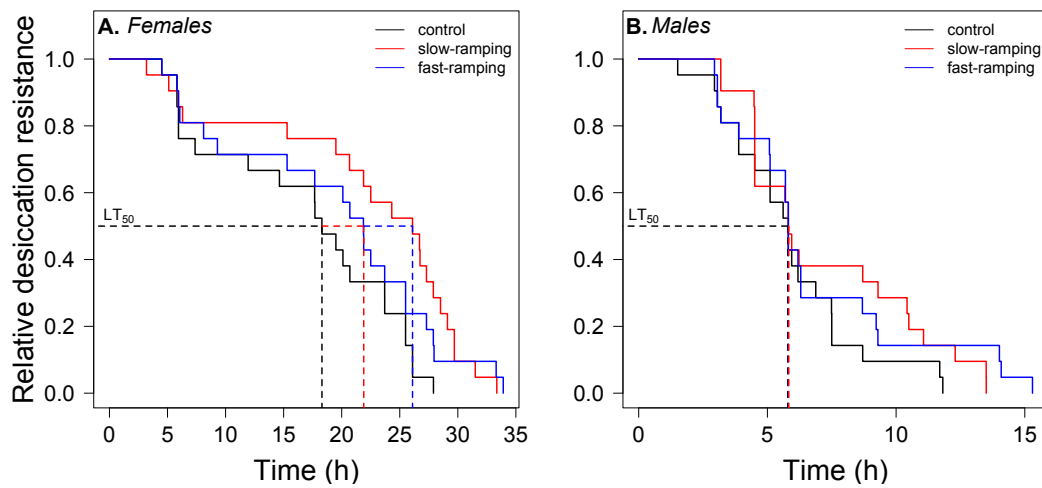 A. Females
control
slow-ramping
fast-ramping
Relative desiccation resistance
1.0
0.8
0.6
0.4
0.2
0.0
LT50
0 5 10 15 20 25 30 35
Time (h)
B. Males
control
slow-ramping
fast-ramping
1.0
0.8
0.6
0.4
0.2
0.0
LT50
0 5 10 15
Time (h)